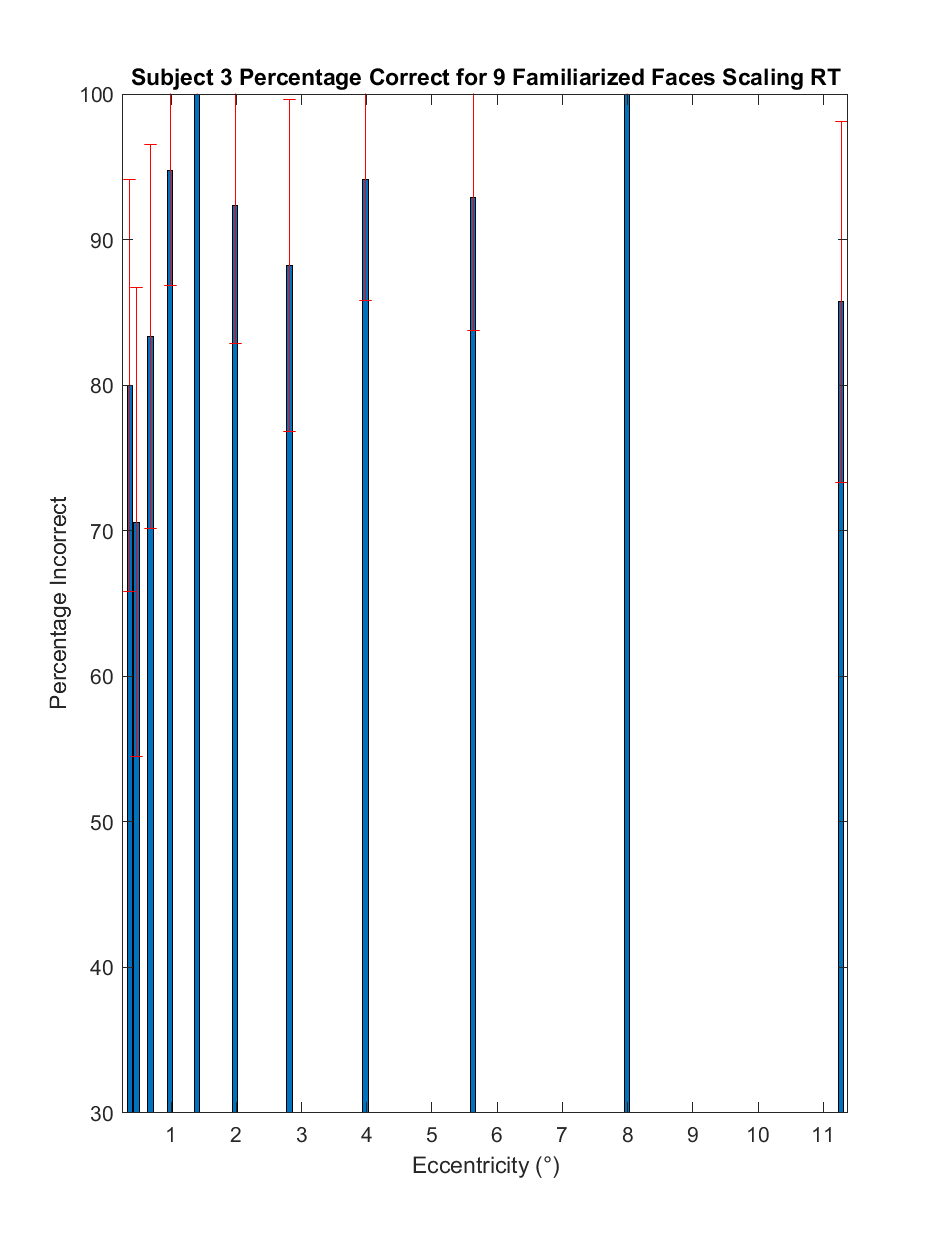 Subject 3 Percentage Correct for 9 Familiarized Faces Scaling RT
100
90
80
70
60
50
40
30
Percentage Incorrect
1 2 3 4 5 6 7 8 9 10 11
Eccentricity (°)